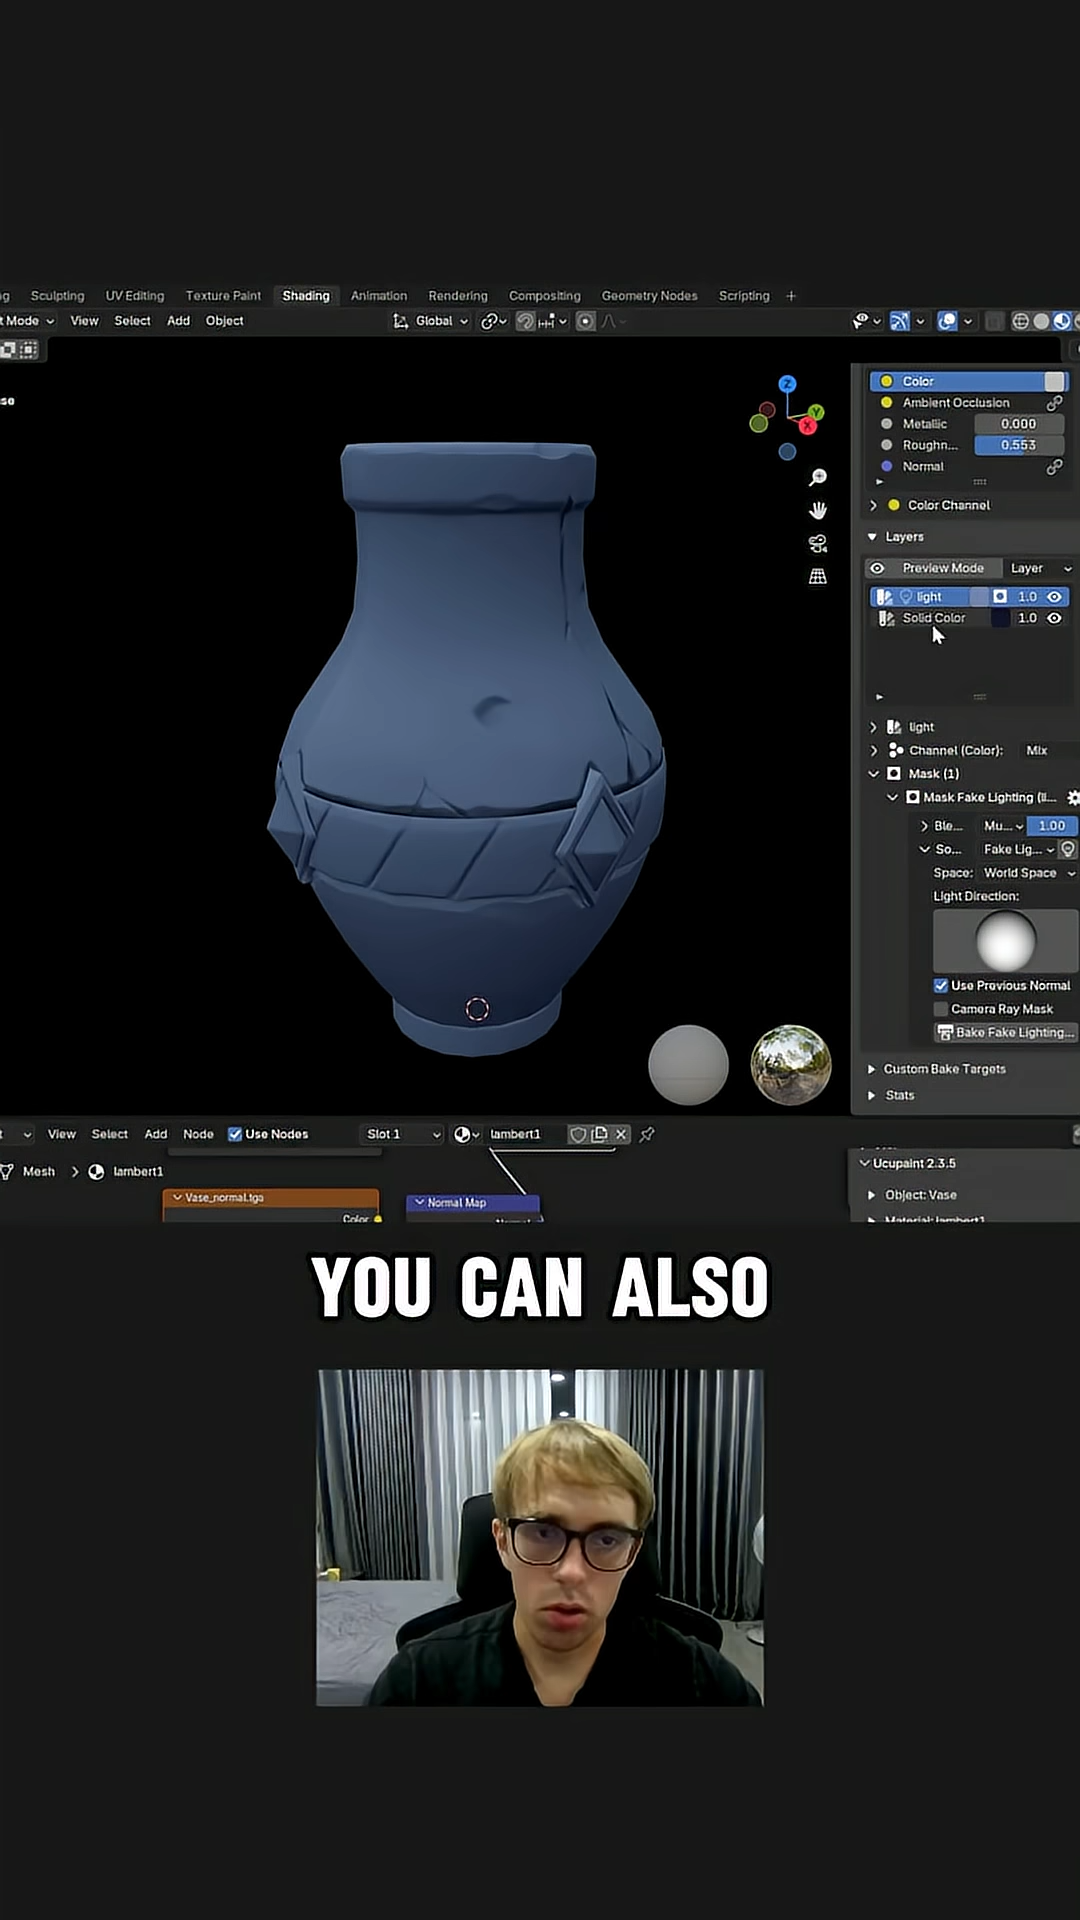 Sculpting UV Editing Texture Paint Shading Animation Rendering Compositing Geometry Nodes Scripting +
Mode View Select Add Object Global
Color
Ambient Occlusion
Metallic 0.000
Roughn... 0.553
Normal
Color Channel
Layers
Preview Mode Layer
light 1.0
Solid Color 1.0
light
Channel (Color): Mix
Mask (1)
Mask Fake Lighting (li...
Ble... Mu... 1.00
So... Fake Lig...
Space: World Space
Light Direction:
Use Previous Normal
Camera Ray Mask
Bake Fake Lighting...
Custom Bake Targets
Stats
Z
Y
X
View Select Add Node Use Nodes Slot 1 lambert1
Mesh > lambert1
Ucupaint 2.3.5
Object: Vase
Material: lambert1
Vase_normal.tga
Color
Normal Map
Normal
YOU CAN ALSO